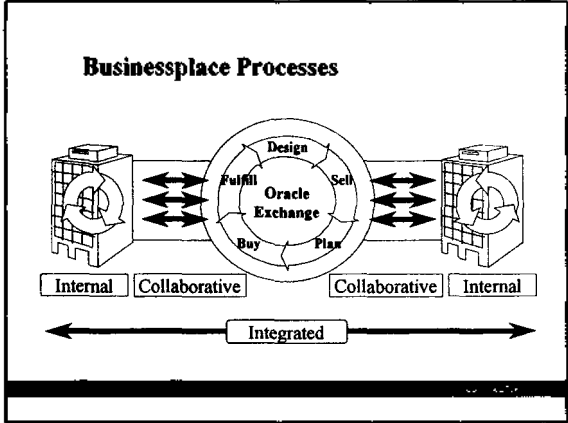 Businessplace Processes
Design
Fulfill
Sell
Oracle
Exchange
Buy
Plan
Internal
Collaborative
Collaborative
Internal
Integrated